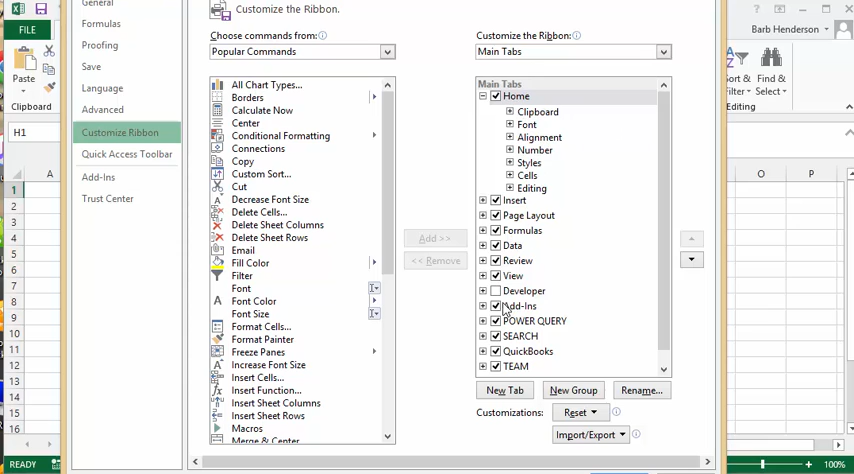 General
Customize the Ribbon.
Formulas
Proofing
Save
Language
Advanced
Customize Ribbon
Quick Access Toolbar
Add-Ins
Trust Center
Choose commands from:
Popular Commands
All Chart Types...
Borders
Calculate Now
Center
Conditional Formatting
Connections
Copy
Custom Sort...
Cut
Decrease Font Size
Delete Cells...
Delete Sheet Columns
Delete Sheet Rows
Email
Fill Color
Filter
Font
Font Color
Font Size
Format Cells...
Format Painter
Freeze Panes
Increase Font Size
Insert Cells...
Insert Function...
Insert Sheet Columns
Insert Sheet Rows
Macros
Merge & Center
Add >>
<< Remove
Customize the Ribbon:
Main Tabs
Main Tabs
Home
Clipboard
Font
Alignment
Number
Styles
Cells
Editing
Insert
Page Layout
Formulas
Data
Review
View
Developer
Add-Ins
POWER QUERY
SEARCH
QuickBooks
TEAM
New Tab
New Group
Rename...
Customizations:
Reset
Import/Export
FILE
Paste
Clipboard
H1
A
1
2
3
4
5
6
7
8
9
10
11
12
13
14
15
16
READY
Barb Henderson
Sort &
Filter
Find &
Select
Editing
O
P
100%